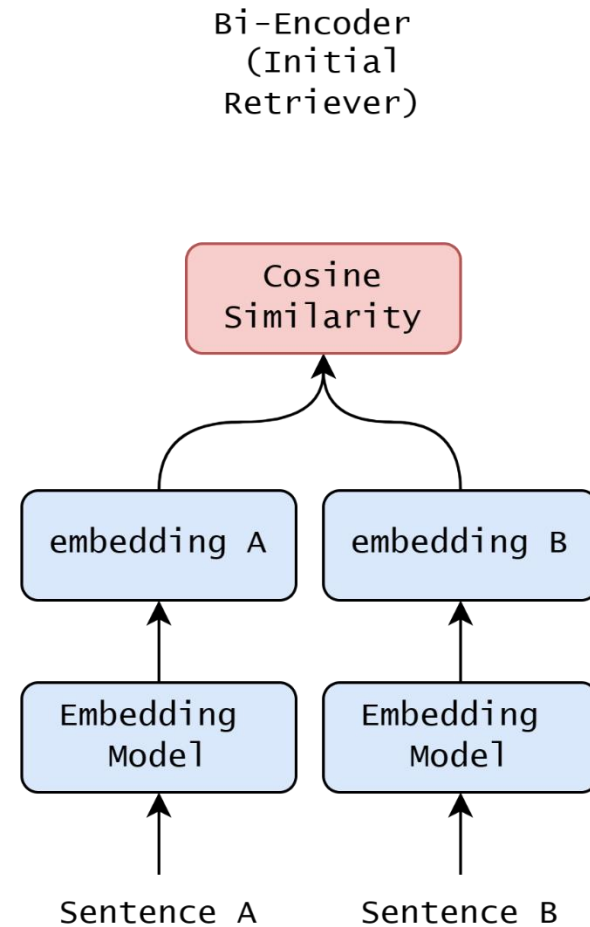 Bi-Encoder
(Initial
Retriever)
Cosine
Similarity
embedding A
embedding B
Embedding
Model
Embedding
Model
Sentence A
Sentence B